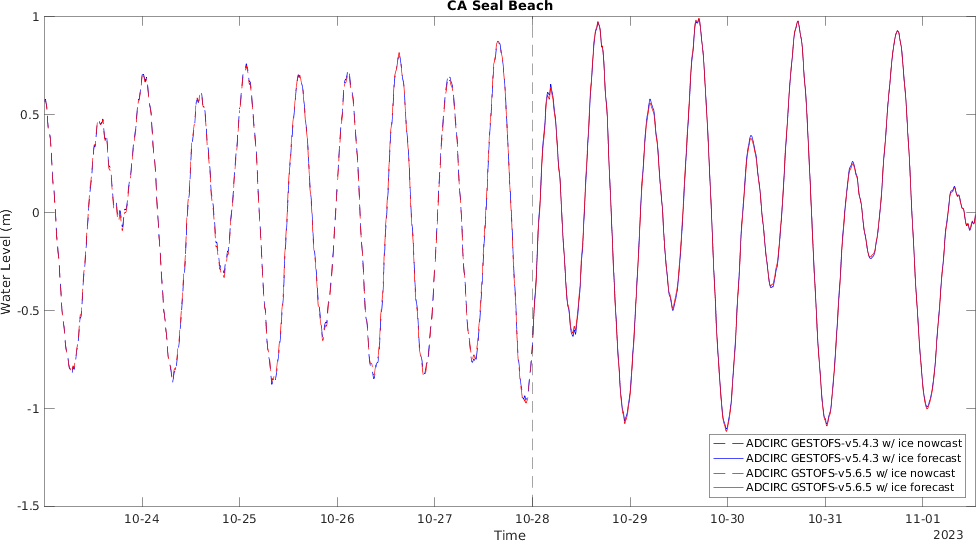 CA Seal Beach
Water Level (m)
1
0.5
0
-0.5
-1
-1.5
10-24
10-25
10-26
10-27
10-28
10-29
10-30
10-31
11-01
Time
2023
ADCIRC GESTOFS-v5.4.3 w/ ice nowcast
ADCIRC GESTOFS-v5.4.3 w/ ice forecast
ADCIRC GSTOFS-v5.6.5 w/ ice nowcast
ADCIRC GSTOFS-v5.6.5 w/ ice forecast